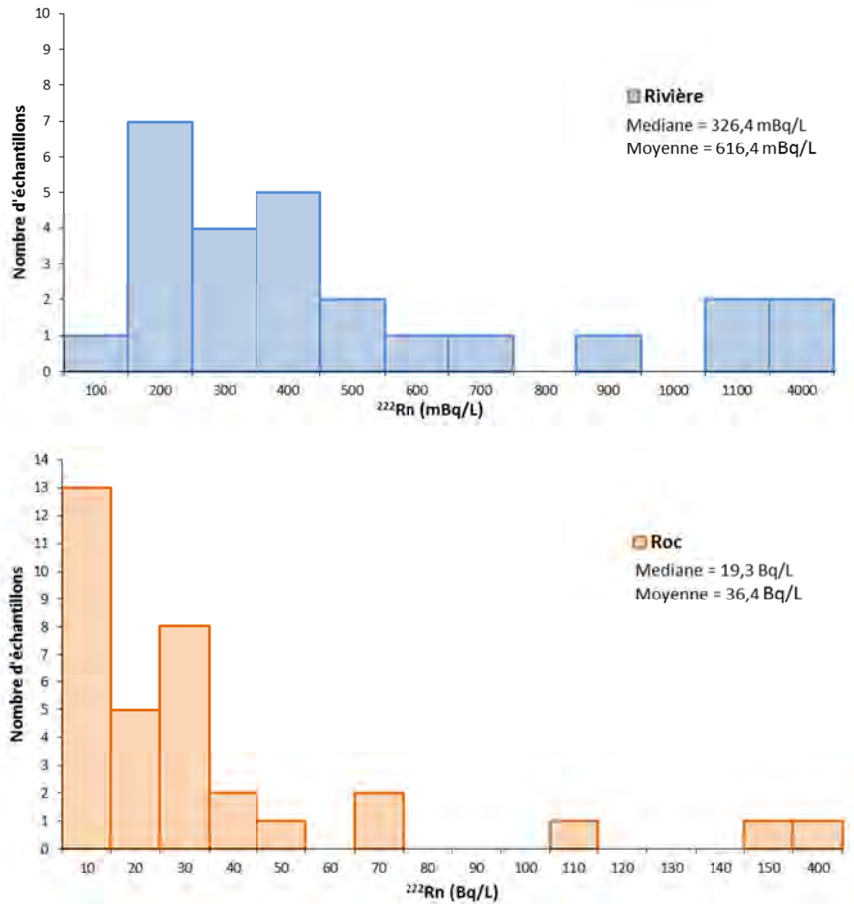 10
9
8
7
6
5
4
3
2
1
0
Nombre d'échantillons
Rivière
Mediane = 326,4 mBq/L
Moyenne = 616,4 mBq/L
100 200 300 400 500 600 700 800 900 1000 1100 4000
²²²Rn (mBq/L)
14
13
12
11
10
9
8
7
6
5
4
3
2
1
0
Nombre d'échantillons
Roc
Mediane = 19,3 Bq/L
Moyenne = 36,4 Bq/L
10 20 30 40 50 60 70 80 90 100 110 120 130 140 150 400
²²²Rn (Bq/L)